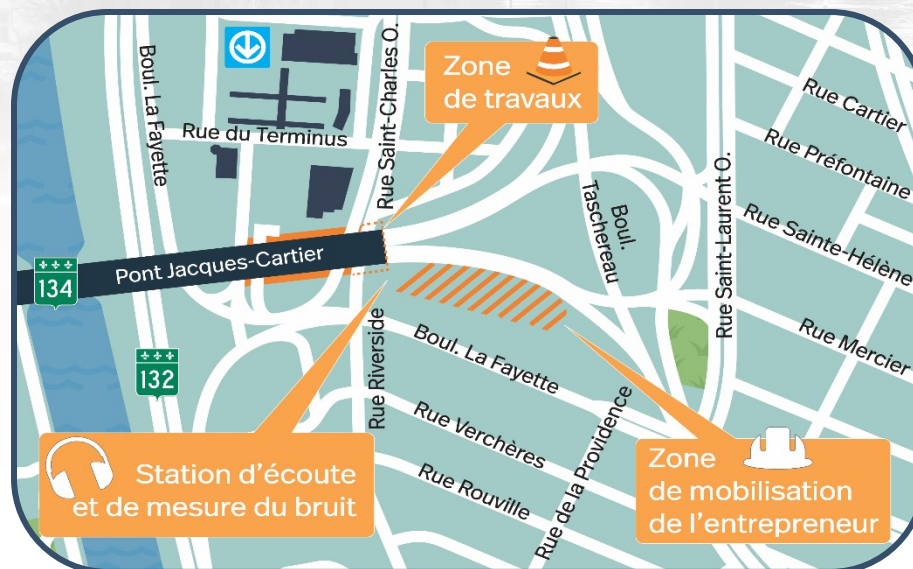 Zone
de travaux
Boul. La Fayette
Rue Saint-Charles O.
Rue du Terminus
Rue Cartier
Rue Préfontaine
Rue Sainte-Hélène
Boul.
Taschereau
Rue Saint-Laurent O.
Pont Jacques-Cartier
134
132
Rue Mercier
Rue Riverside
Boul. La Fayette
Rue Verchères
Rue Rouville
Rue de la Providence
Station d'écoute
et de mesure du bruit
Zone
de mobilisation
de l'entrepreneur